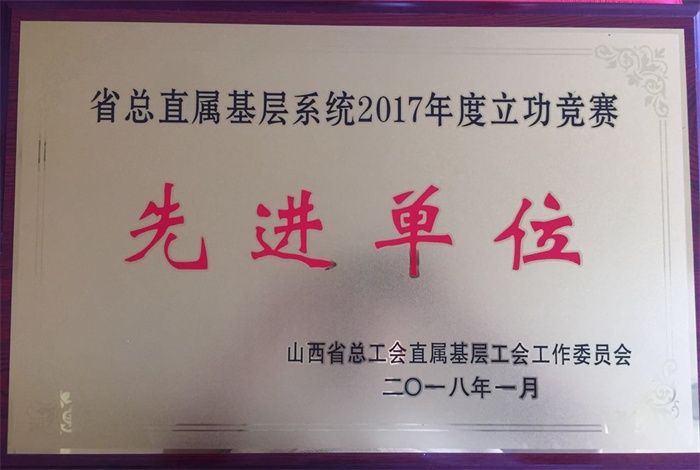 省总直属基层系统2017年度立功竞赛
先进单位
山西省总工会直属基层工会工作委员会
二〇一八年一月